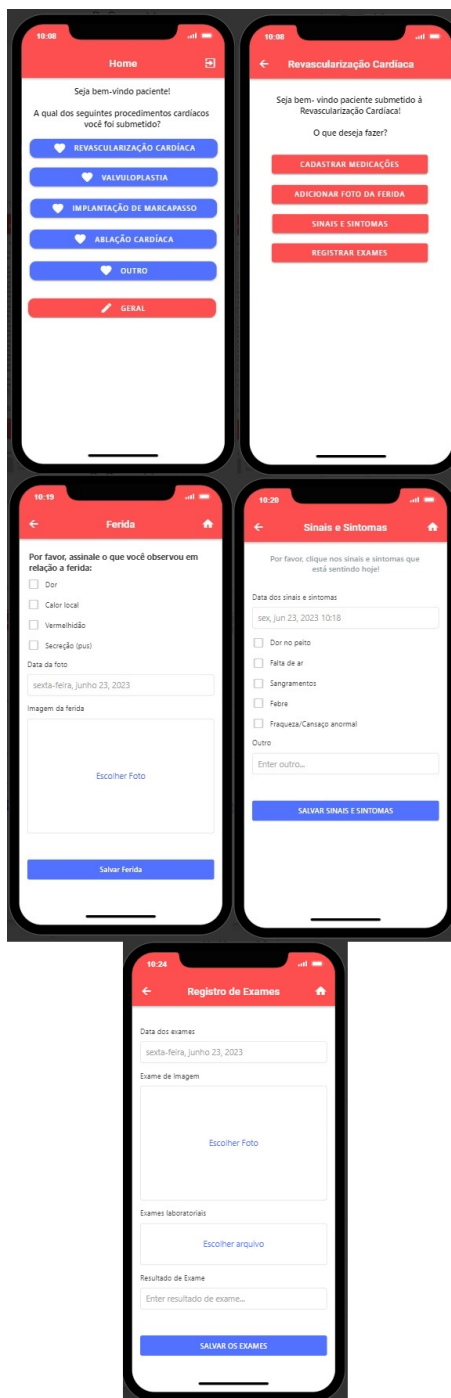 10:08
Home
Seja bem-vindo paciente!
A qual dos seguintes procedimentos cardíacos
você foi submetido?
REVASCULARIZAÇÃO CARDÍACA
VALVULOPLASTIA
IMPLANTAÇÃO DE MARCAPASSO
ABLAÇÃO CARDÍACA
OUTRO
GERAL
10:08
Revascularização Cardíaca
Seja bem- vindo paciente submetido à
Revascularização Cardíaca!
O que deseja fazer?
CADASTRAR MEDICAÇÕES
ADICIONAR FOTO DA FERIDA
SINAIS E SINTOMAS
REGISTRAR EXAMES
10:19
Ferida
Por favor, assinale o que você observou em
relação a ferida:
Dor
Calor local
Vermelhidão
Secreção (pus)
Data da foto
sexta-feira, junho 23, 2023
Imagem da ferida
Escolher Foto
Salvar Ferida
10:20
Sinais e Sintomas
Por favor, clique nos sinais e sintomas que
está sentindo hoje!
Data dos sinais e sintomas
sex, jun 23, 2023 10:18
Dor no peito
Falta de ar
Sangramentos
Febre
Fraqueza/Cansaço anormal
Outro
Enter outro...
SALVAR SINAIS E SINTOMAS
10:24
Registro de Exames
Data dos exames
sexta-feira, junho 23, 2023
Exame de Imagem
Escolher Foto
Exames laboratoriais
Escolher arquivo
Resultado de Exame
Enter resultado de exame...
SALVAR OS EXAMES